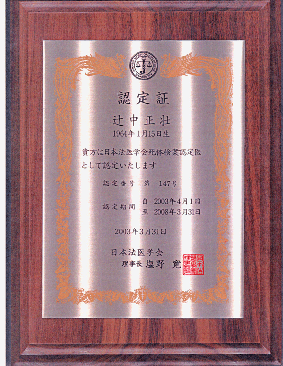 認定証
辻中正壮
1964年1月15日生
貴方は日本法医学会死体検案認定医
として認定いたします
認定番号 第 147号
認定期間 自 2003年4月1日
至 2008年3月31日
2003年3月31日
日本法医学会
理事長 塩野 寛